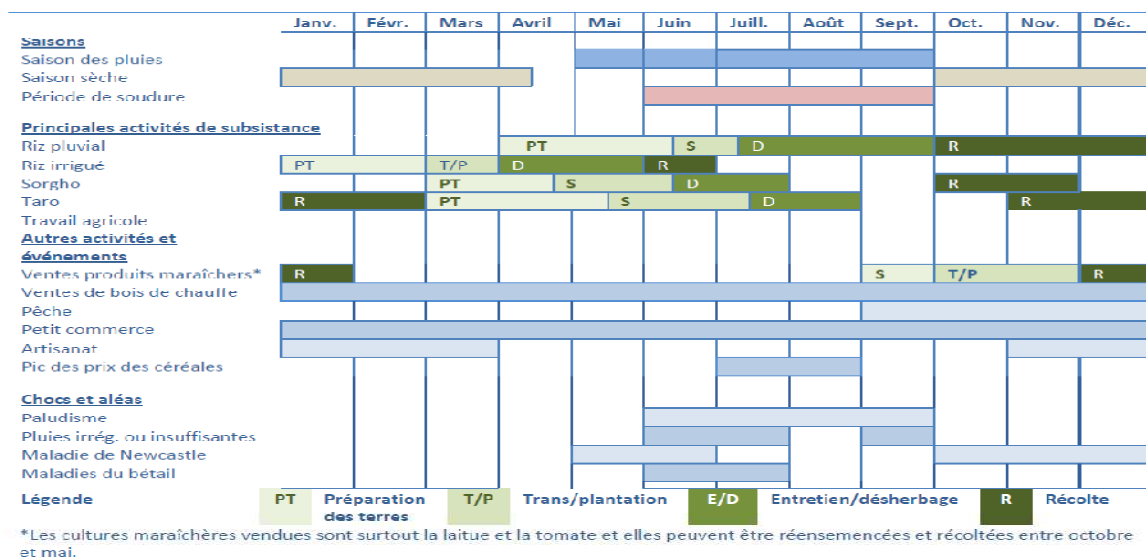 Janv. Févr. Mars Avril Mai Juin Juill. Août Sept. Oct. Nov. Déc.
Saisons
Saison des pluies
Saison sèche
Période de soudure
Principales activités de subsistance
Riz pluvial PT S D R
Riz irrigué PT T/P D R
Sorgho PT S D R
Taro R PT S D R
Travail agricole
Autres activités et
événements
Ventes produits maraîchers* R S T/P R
Ventes de bois de chauffe
Pêche
Petit commerce
Artisanat
Pic des prix des céréales
Chocs et aléas
Paludisme
Pluies irrég. ou insuffisantes
Maladie de Newcastle
Maladies du bétail
Légende PT Préparation T/P Trans/plantation E/D Entretien/désherbage R Récolte
des terres
*Les cultures maraîchères vendues sont surtout la laitue et la tomate et elles peuvent être réensemencées et récoltées entre octobre
et mai.